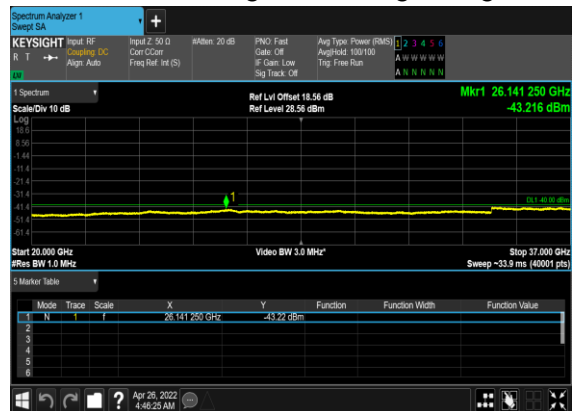 Spectrum Analyzer 1
Swept SA
+
KEYSIGHT Input: RF Input Z: 50 Ω #Atten: 20 dB PNO: Fast Avg Type: Power (RMS) 1 2 3 4 5 6
R T Coupling: DC Corr CCorr Gate: Off Avg|Hold: 100/100 A W W W W W
Align: Auto Freq Ref: Int (S) IF Gain: Low Trig: Free Run
Sig Track: Off A N N N N N
1 Spectrum Ref Lvl Offset 18.56 dB Mkr1 26.141 250 GHz
Scale/Div 10 dB Ref Level 28.56 dBm -43.216 dBm
Log
18.6
8.56
-1.44
-11.4
-21.4
-31.4
1
DL1 -40.00 dBm
-41.4
-51.4
-61.4
Start 20.000 GHz Video BW 3.0 MHz* Stop 37.000 GHz
#Res BW 1.0 MHz Sweep ~33.9 ms (40001 pts)
5 Marker Table
Mode Trace Scale X Y Function Function Width Function Value
1 N 1 f 26.141 250 GHz -43.22 dBm
2
3
4
5
6
? Apr 26, 2022
4:46:25 AM